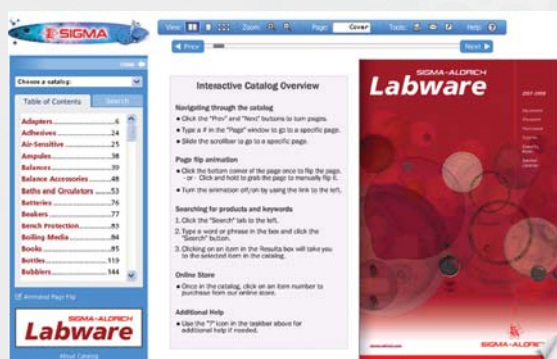 SIGMA
View:
Zoom:
Page: Cover
Tools:
Help:
Prev
Next
Choose a catalog:
Table of Contents
Search
Adapters 6
Adhesives 24
Air-Sensitive 25
Ampules 38
Balances 39
Balance Accessories 48
Baths and Circulators 53
Batteries 76
Beakers 77
Bench Protection 83
Boiling Media 84
Books 85
Bottles 119
Bubblers 144
Animated Page Flip
SIGMA-ALDRICH
Labware
About Catalog
Interactive Catalog Overview
Navigating through the catalog
• Click the "Prev" and "Next" buttons to turn pages.
• Type a # in the "Page" window to go to a specific page.
• Slide the scrollbar to go to a specific page.
Page flip animation
• Click the bottom corner of the page once to flip the page.
- or - Click and hold to grab the page to manually flip it.
• Turn the animation off/on by using the link to the left.
Searching for products and keywords
1. Click the "Search" tab to the left.
2. Type a word or phrase in the box and click the
"Search" button.
3. Clicking on an item in the Results box will take you
to the selected item in the catalog.
Online Store
• Once in the catalog, click on an item number to
purchase from our online store.
Additional Help
• Use the "?" icon in the taskbar above for
additional help if needed.
SIGMA-ALDRICH
Labware
SIGMA-ALDRICH